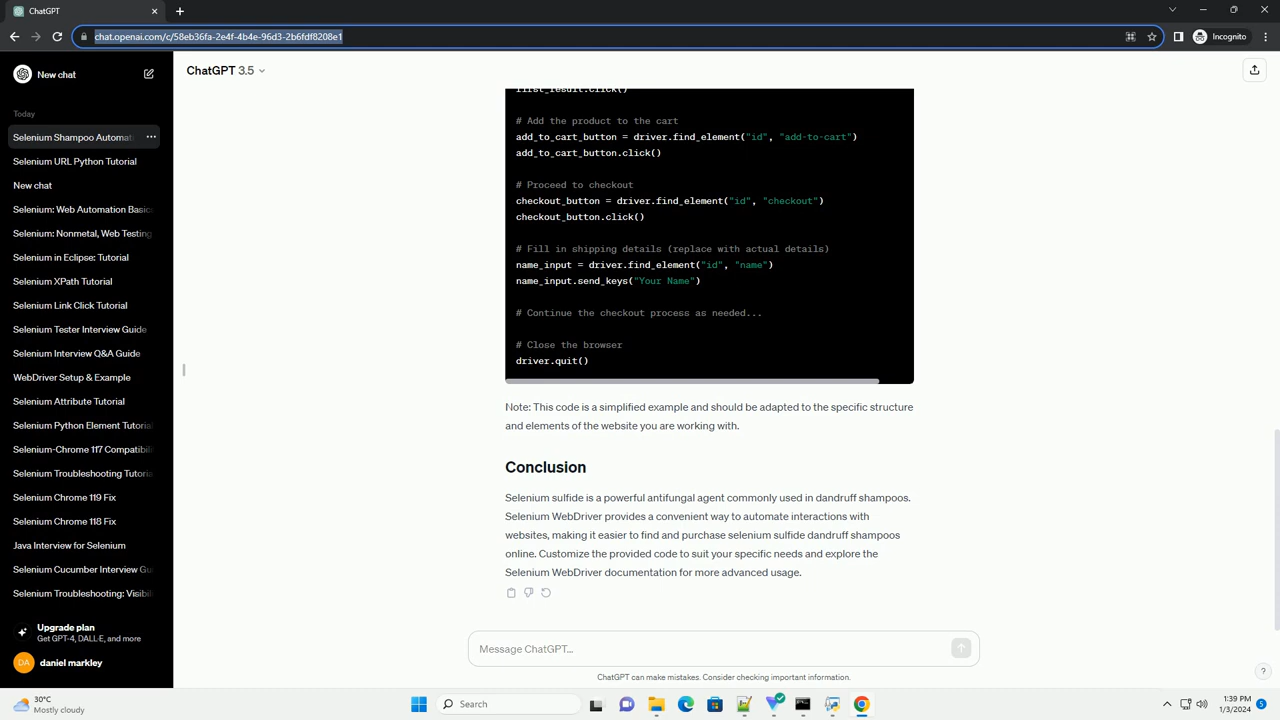 ChatGPT
chat.openai.com/c/58eb36fa-2e4f-4b4e-96d3-2b6fdf8208e1
Incognito
New chat
ChatGPT 3.5
Today
Selenium Shampoo Automat
Selenium URL Python Tutorial
New chat
Selenium: Web Automation Basics
Selenium: Nonmetal, Web Testing
Selenium in Eclipse: Tutorial
Selenium XPath Tutorial
Selenium Link Click Tutorial
Selenium Tester Interview Guide
Selenium Interview Q&A Guide
WebDriver Setup & Example
Selenium Attribute Tutorial
Selenium Python Element Tutorial
Selenium-Chrome 117 Compatibili
Selenium Troubleshooting Tutoria
Selenium Chrome 119 Fix
Selenium Chrome 118 Fix
Java Interview for Selenium
Selenium Cucumber Interview Gu
Selenium Troubleshooting: Visibil
Upgrade plan
Get GPT-4, DALL·E, and more
DA
daniel markley
first_result.click()
# Add the product to the cart
add_to_cart_button = driver.find_element("id", "add-to-cart")
add_to_cart_button.click()
# Proceed to checkout
checkout_button = driver.find_element("id", "checkout")
checkout_button.click()
# Fill in shipping details (replace with actual details)
name_input = driver.find_element("id", "name")
name_input.send_keys("Your Name")
# Continue the checkout process as needed...
# Close the browser
driver.quit()
Note: This code is a simplified example and should be adapted to the specific structure
and elements of the website you are working with.
Conclusion
Selenium sulfide is a powerful antifungal agent commonly used in dandruff shampoos.
Selenium WebDriver provides a convenient way to automate interactions with
websites, making it easier to find and purchase selenium sulfide dandruff shampoos
online. Customize the provided code to suit your specific needs and explore the
Selenium WebDriver documentation for more advanced usage.
Message ChatGPT...
ChatGPT can make mistakes. Consider checking important information.
?
30°C
Mostly cloudy
Search
1:39 PM
1/3/2024
5